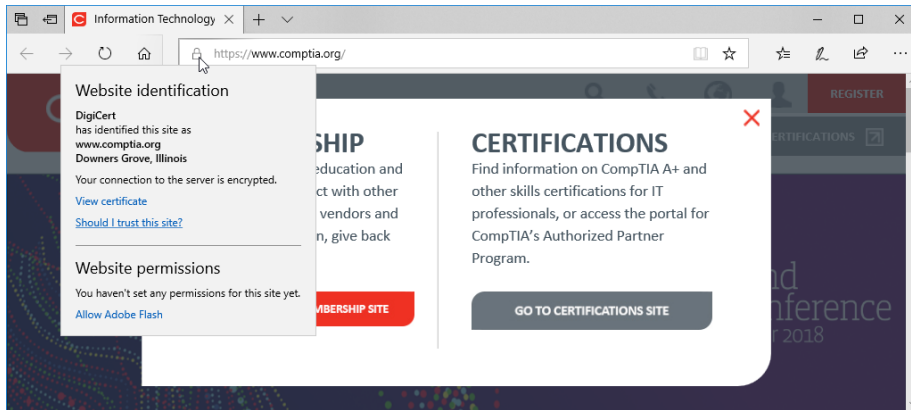 Information Technology
https://www.comptia.org/
REGISTER
CERTIFICATIONS
Website identification
DigiCert
has identified this site as
www.comptia.org
Downers Grove, Illinois
Your connection to the server is encrypted.
View certificate
Should I trust this site?
Website permissions
You haven't set any permissions for this site yet.
Allow Adobe Flash
SHIP
education and
ct with other
vendors and
n, give back
MBERSHIP SITE
CERTIFICATIONS
Find information on CompTIA A+ and
other skills certifications for IT
professionals, or access the portal for
CompTIA's Authorized Partner
Program.
GO TO CERTIFICATIONS SITE
nd
nference
r 2018